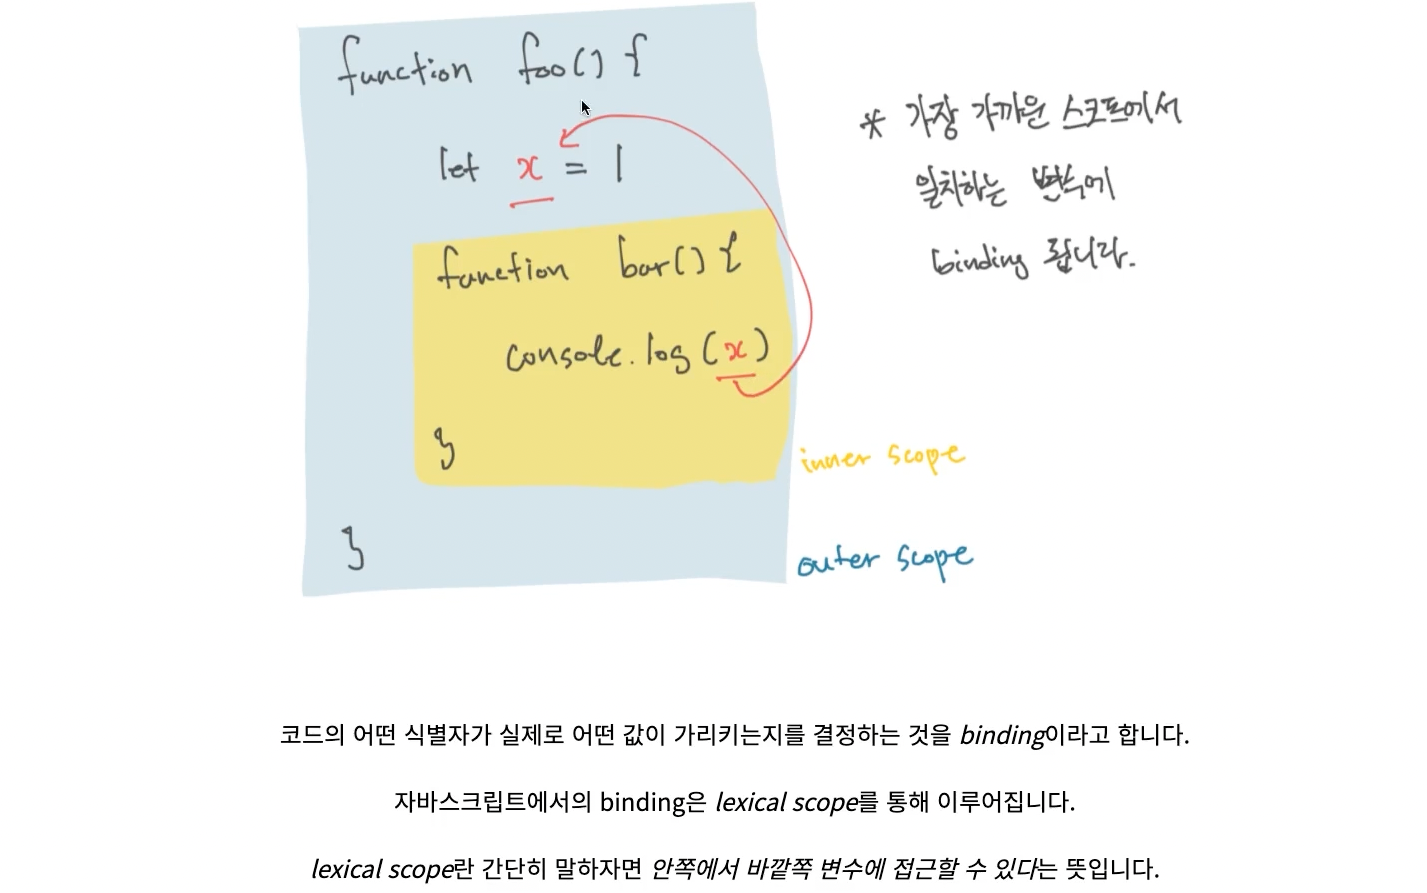 function foo() {
let x = 1
function bar() {
console.log (x)
}
}
* 가장 가까운 스코프에서
일치하는 변수에
binding 됩니다.
inner scope
outer scope
코드의 어떤 식별자가 실제로 어떤 값이 가리키는지를 결정하는 것을 binding이라고 합니다.
자바스크립트에서의 binding은 lexical scope를 통해 이루어집니다.
lexical scope란 간단히 말하자면 안쪽에서 바깥쪽 변수에 접근할 수 있다는 뜻입니다.